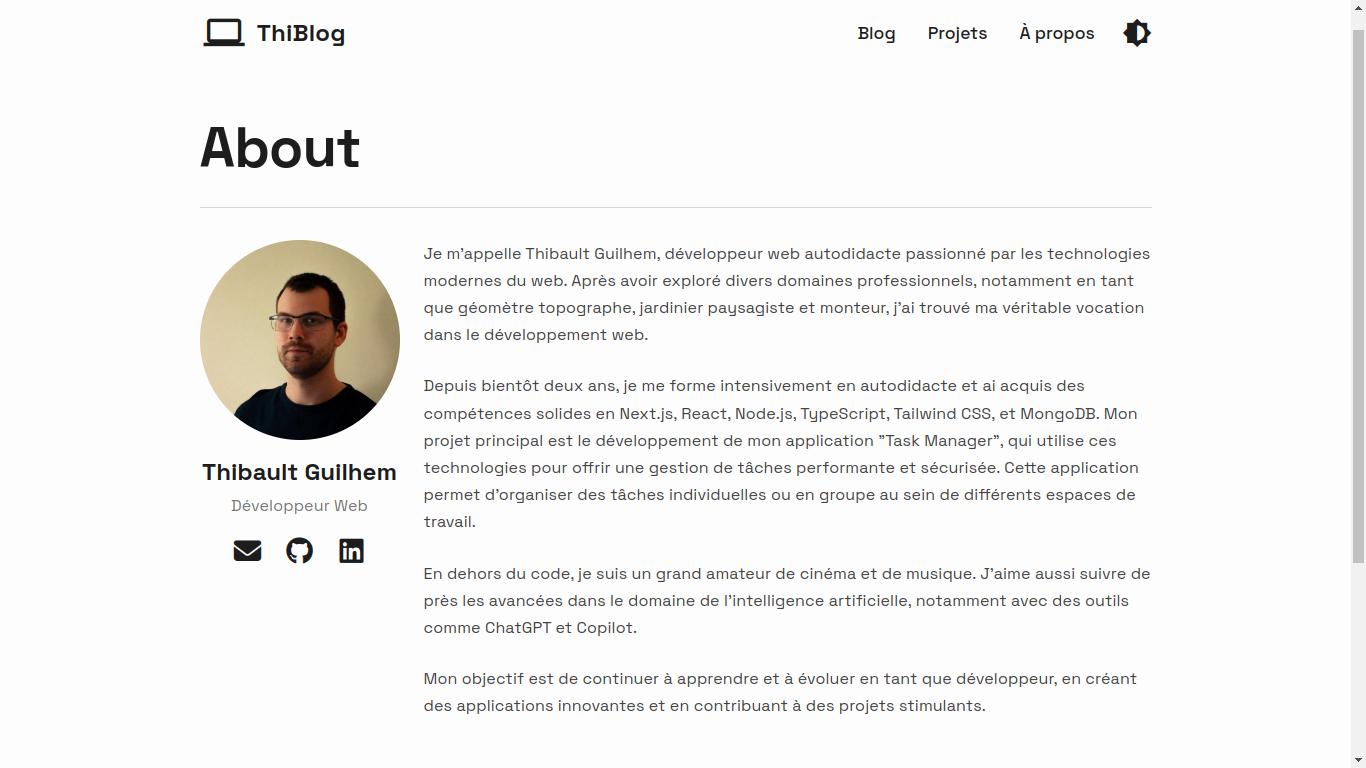 ThiBlog
Blog Projets À propos
About
Thibault Guilhem
Développeur Web
Je m'appelle Thibault Guilhem, développeur web autodidacte passionné par les technologies
modernes du web. Après avoir exploré divers domaines professionnels, notamment en tant
que géomètre topographe, jardinier paysagiste et monteur, j'ai trouvé ma véritable vocation
dans le développement web.
Depuis bientôt deux ans, je me forme intensivement en autodidacte et ai acquis des
compétences solides en Next.js, React, Node.js, TypeScript, Tailwind CSS, et MongoDB. Mon
projet principal est le développement de mon application "Task Manager", qui utilise ces
technologies pour offrir une gestion de tâches performante et sécurisée. Cette application
permet d'organiser des tâches individuelles ou en groupe au sein de différents espaces de
travail.
En dehors du code, je suis un grand amateur de cinéma et de musique. J'aime aussi suivre de
près les avancées dans le domaine de l'intelligence artificielle, notamment avec des outils
comme ChatGPT et Copilot.
Mon objectif est de continuer à apprendre et à évoluer en tant que développeur, en créant
des applications innovantes et en contribuant à des projets stimulants.